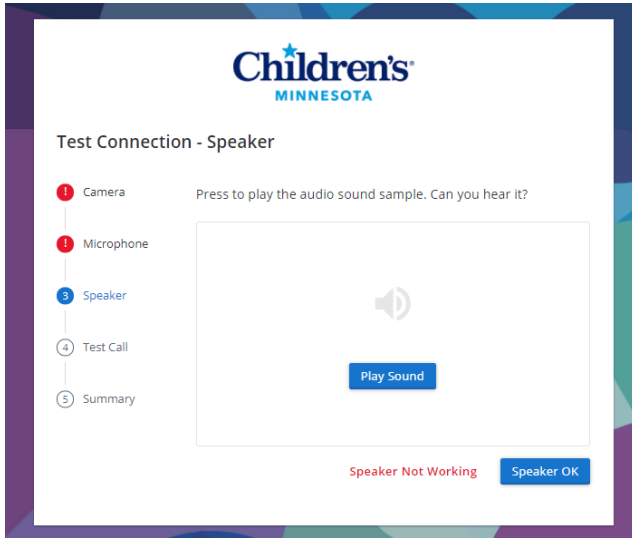 Children's
MINNESOTA
Test Connection - Speaker
! Camera
Press to play the audio sound sample. Can you hear it?
! Microphone
3 Speaker
4 Test Call
Play Sound
5 Summary
Speaker Not Working
Speaker OK